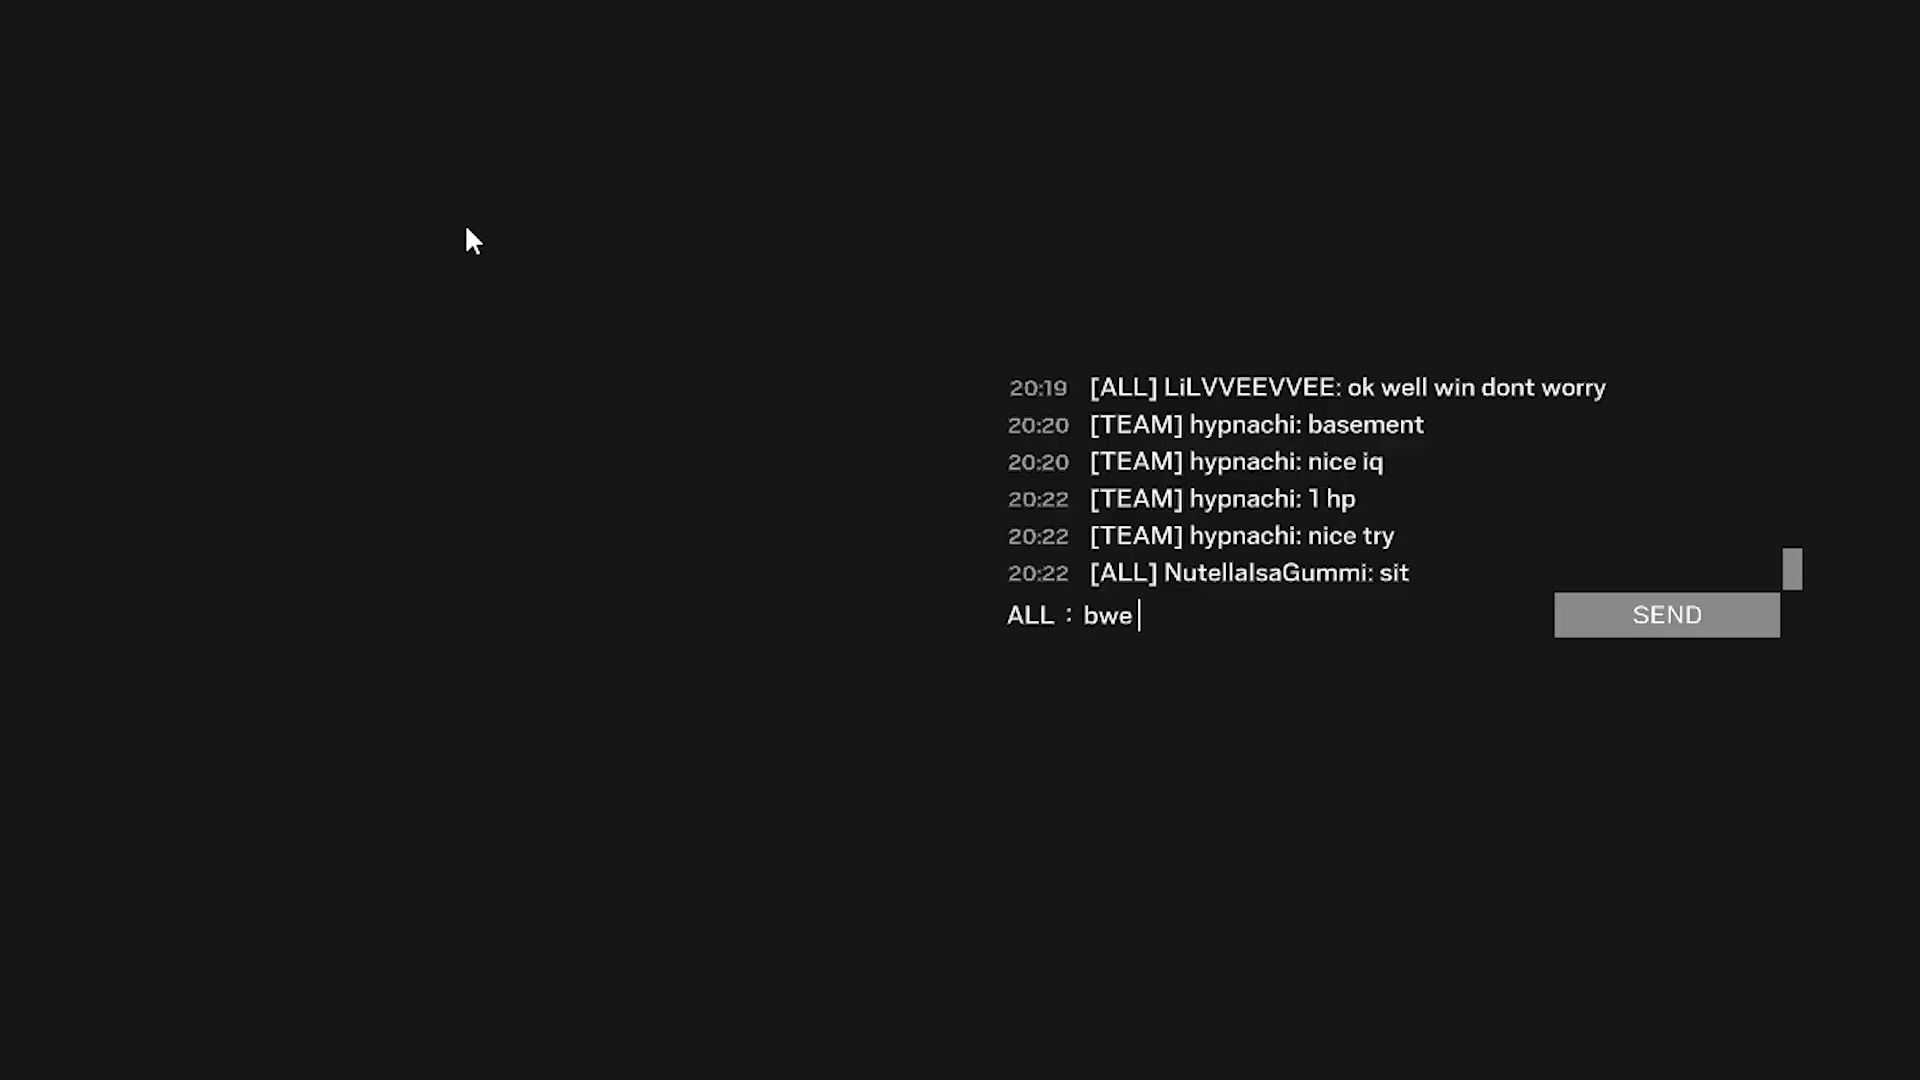 20:19 [ALL] LiLVVEEVVEE: ok well win dont worry
20:20 [TEAM] hypnachi: basement
20:20 [TEAM] hypnachi: nice iq
20:22 [TEAM] hypnachi: 1 hp
20:22 [TEAM] hypnachi: nice try
20:22 [ALL] NutellaIsaGummi: sit
ALL : bwe
SEND